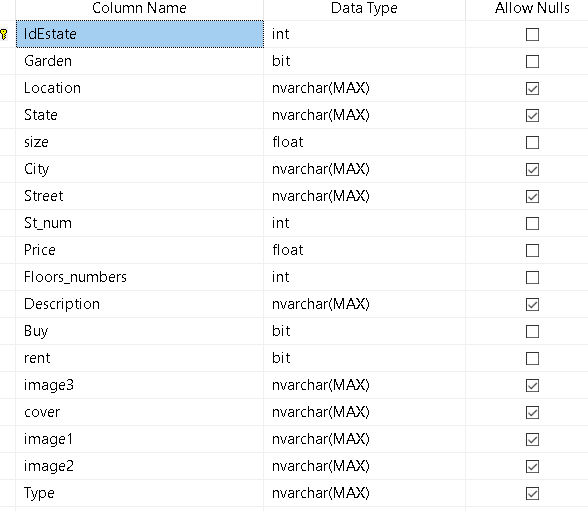 Column Name Data Type Allow Nulls
IdEstate int
Garden bit
Location nvarchar(MAX)
State nvarchar(MAX)
size float
City nvarchar(MAX)
Street nvarchar(MAX)
St_num int
Price float
Floors_numbers int
Description nvarchar(MAX)
Buy bit
rent bit
image3 nvarchar(MAX)
cover nvarchar(MAX)
image1 nvarchar(MAX)
image2 nvarchar(MAX)
Type nvarchar(MAX)